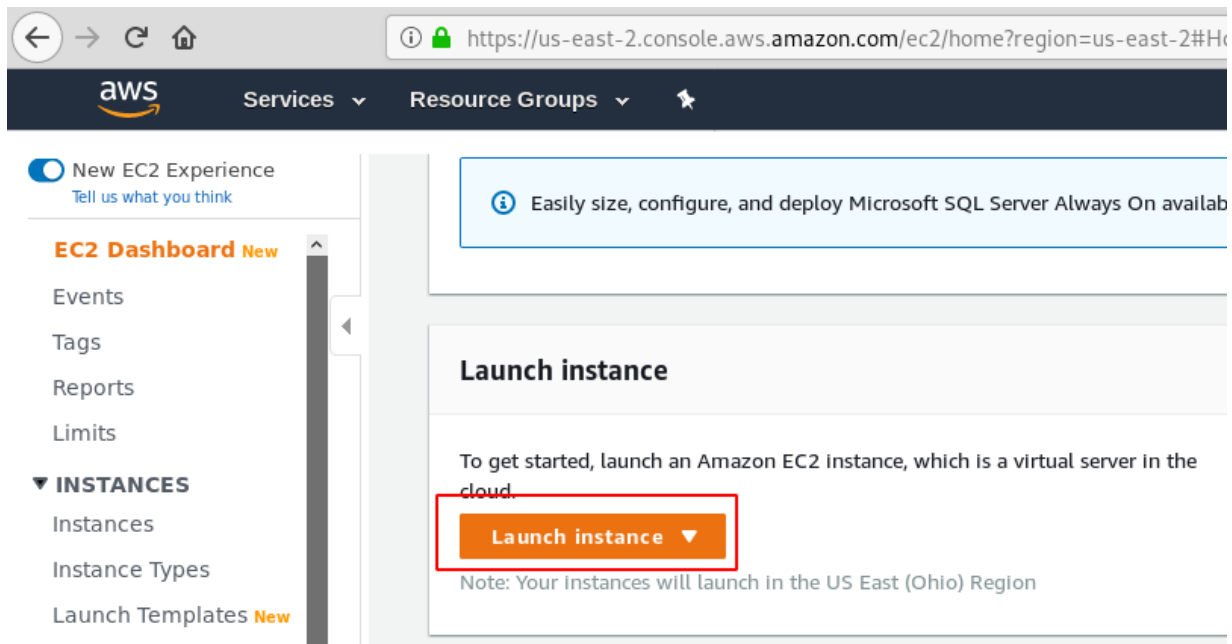 https://us-east-2.console.aws.amazon.com/ec2/home?region=us-east-2#Ho
aws
Services
Resource Groups
New EC2 Experience
Tell us what you think
EC2 Dashboard New
Events
Tags
Reports
Limits
INSTANCES
Instances
Instance Types
Launch Templates New
Easily size, configure, and deploy Microsoft SQL Server Always On availab
Launch instance
To get started, launch an Amazon EC2 instance, which is a virtual server in the
cloud.
Launch instance
Note: Your instances will launch in the US East (Ohio) Region